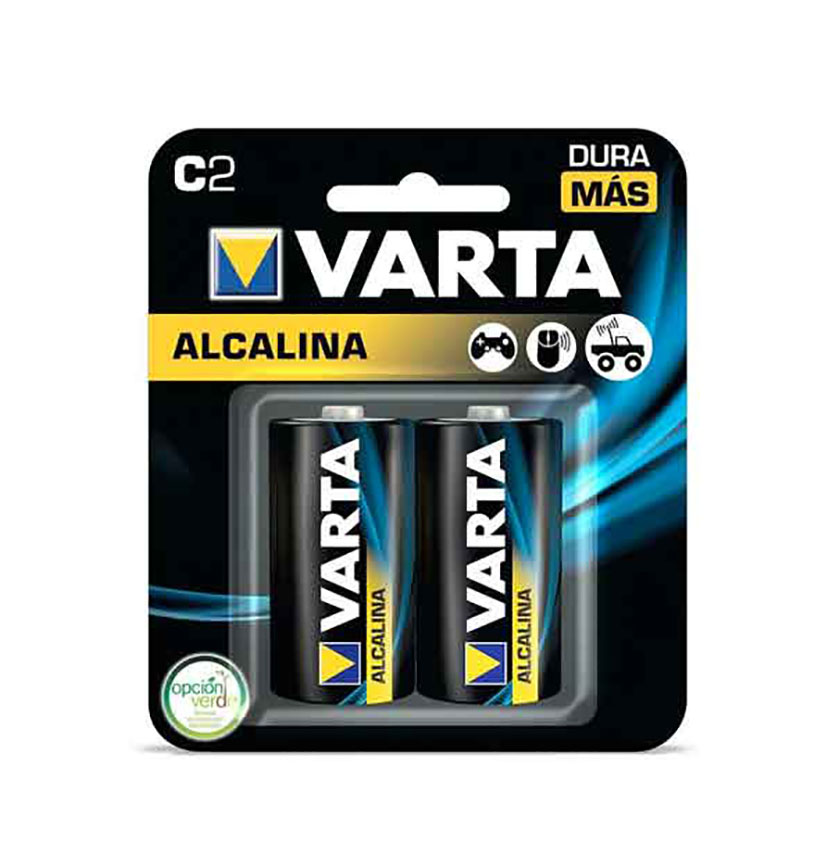 C2
DURA
MÁS
VARTA
ALCALINA
VARTA
ALCALINA
VARTA
ALCALINA
opción
verde